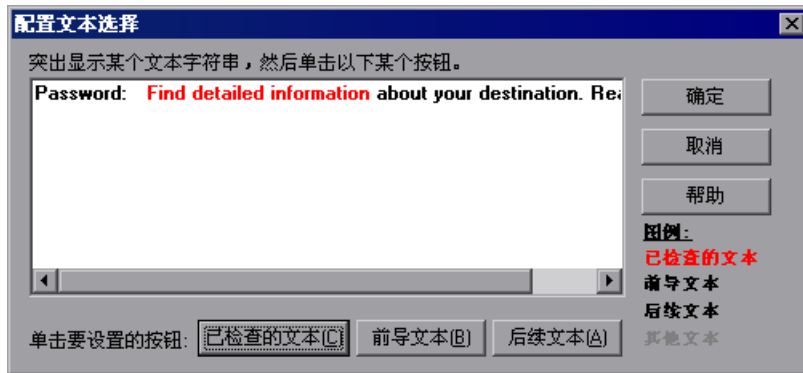 配置文本选择
突出显示某个文本字符串，然后单击以下某个按钮。
Password: Find detailed information about your destination. Rea
确定
取消
帮助
图例:
已检查的文本
前导文本
后续文本
其他文本
单击要设置的按钮: 已检查的文本(C) 前导文本(B) 后续文本(A)